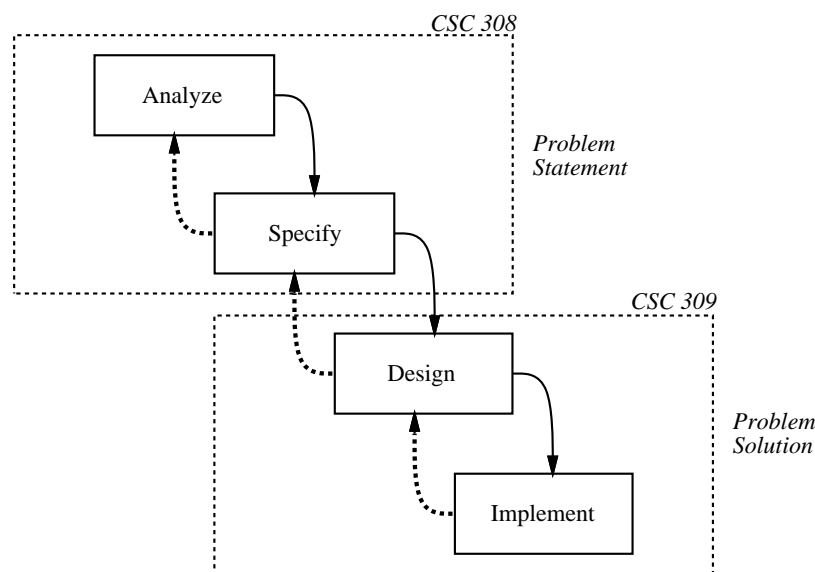 CSC 308
Analyze
Problem
Statement
Specify
CSC 309
Design
Problem
Solution
Implement